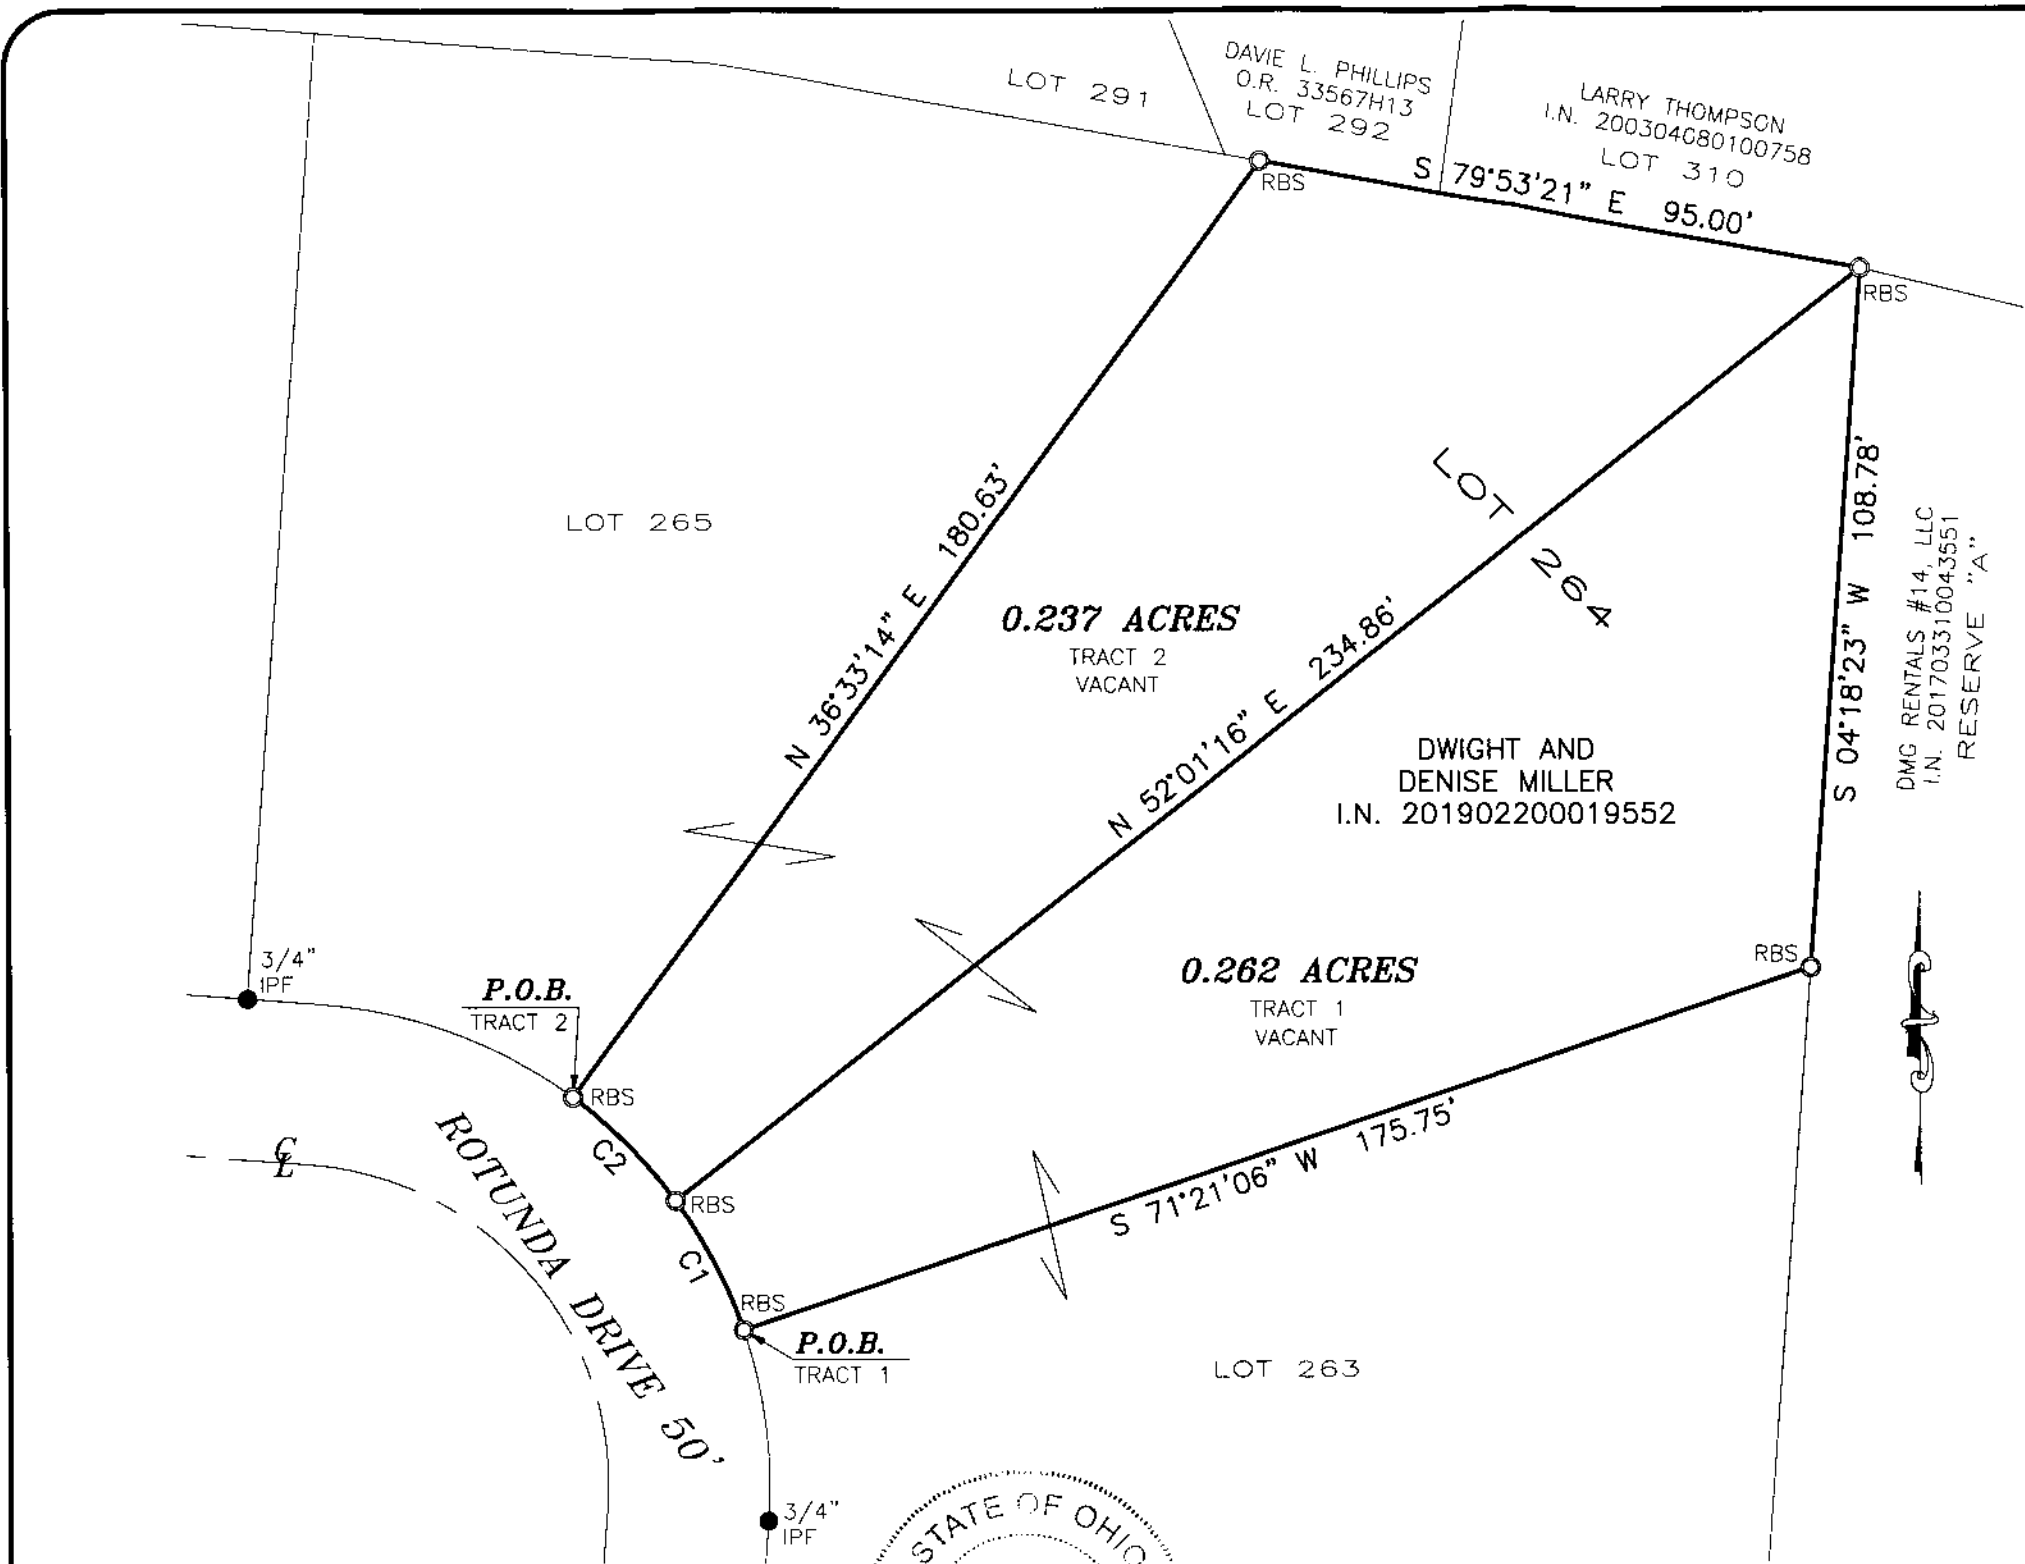 LOT 291
DAVIE L. PHILLIPS
O.R. 33567H13
LOT 292
LARRY THOMPSON
I.N. 200304080100758
LOT 310
RBS
S 79°53'21" E 95.00'
RBS
LOT 265
N 36°33'14" E 180.63'
LOT 264
0.237 ACRES
TRACT 2
VACANT
N 52°01'16" E 234.86'
DWIGHT AND
DENISE MILLER
I.N. 201902200019552
S 04°18'23" W 108.78'
DMG RENTALS #14, LLC
I.N. 201703310043551
RESERVE "A"
3/4"
IPF
P.O.B.
TRACT 2
RBS
0.262 ACRES
TRACT 1
VACANT
RBS
C2
RBS
S 71°21'06" W 175.75'
C1
RBS
P.O.B.
TRACT 1
CL
ROTUNDA DRIVE 50'
LOT 263
3/4"
IPF
STATE OF OHIO